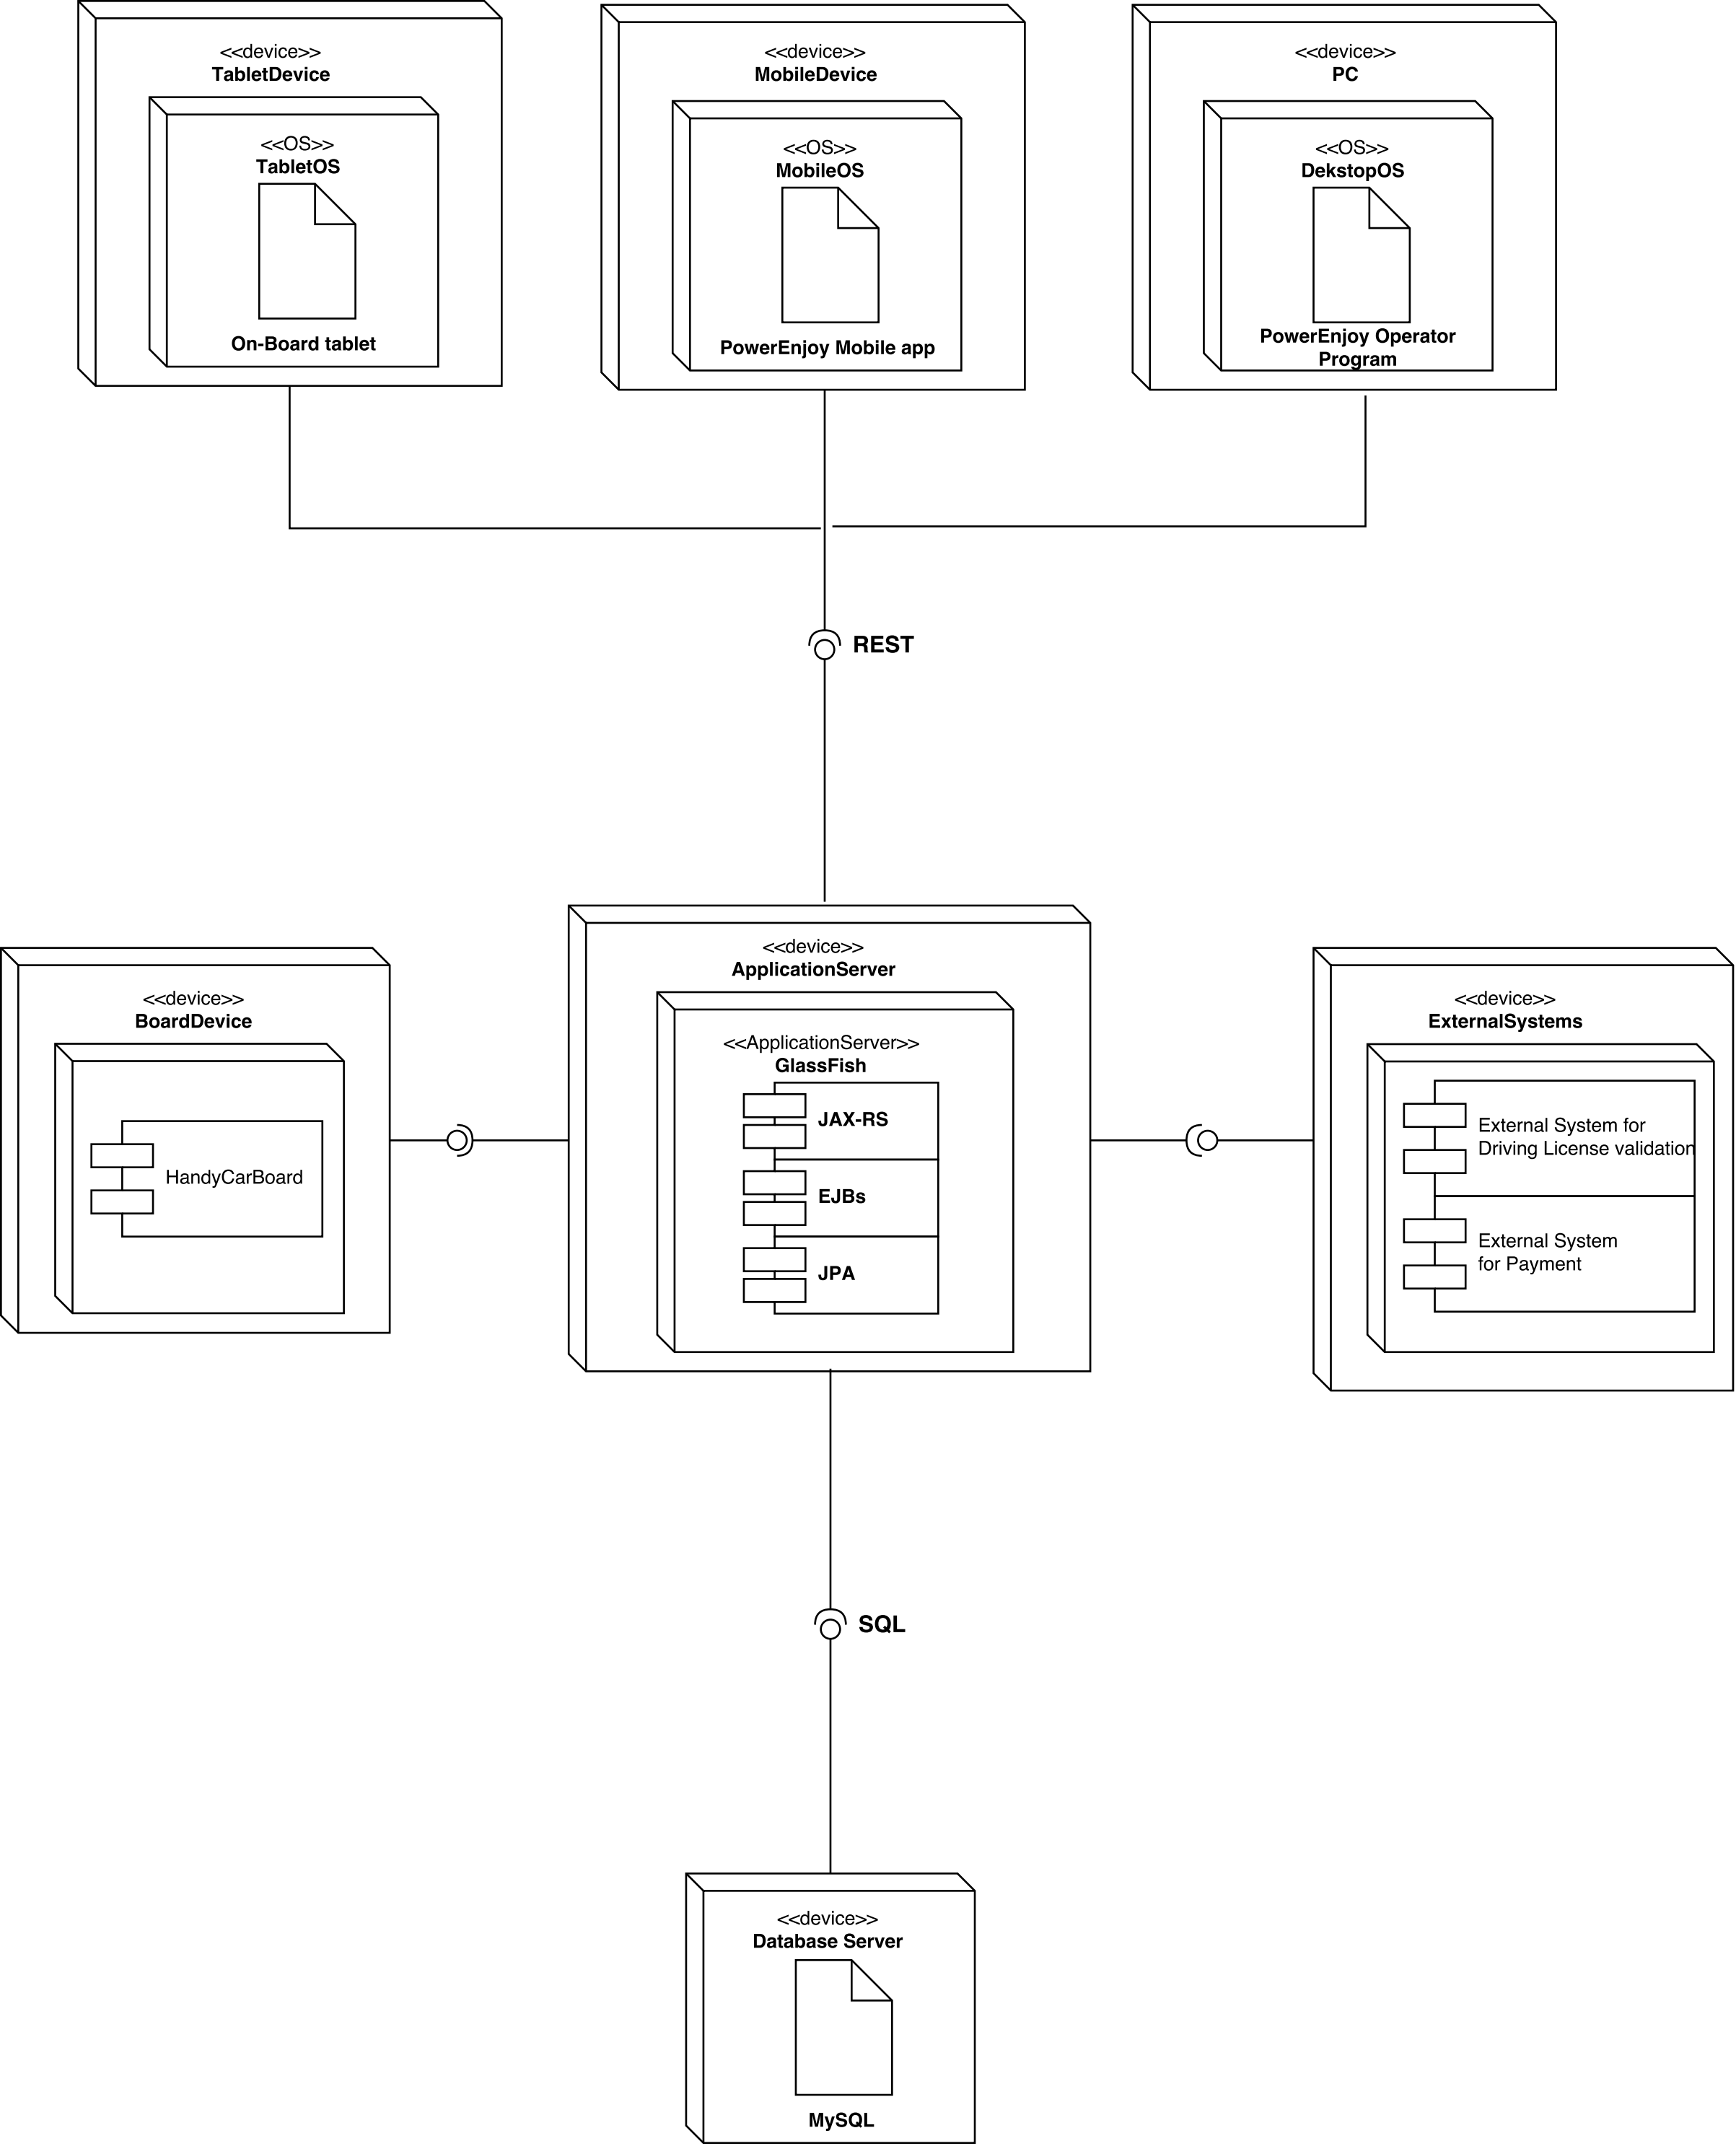 <<device>>
TabletDevice
<<OS>>
TabletOS
On-Board tablet
<<device>>
MobileDevice
<<OS>>
MobileOS
PowerEnjoy Mobile app
<<device>>
PC
<<OS>>
DekstopOS
PowerEnjoy Operator
Program
REST
<<device>>
BoardDevice
HandyCarBoard
<<device>>
ApplicationServer
<<ApplicationServer>>
GlassFish
JAX-RS
EJBs
JPA
<<device>>
ExternalSystems
External System for
Driving License validation
External System
for Payment
SQL
<<device>>
Database Server
MySQL